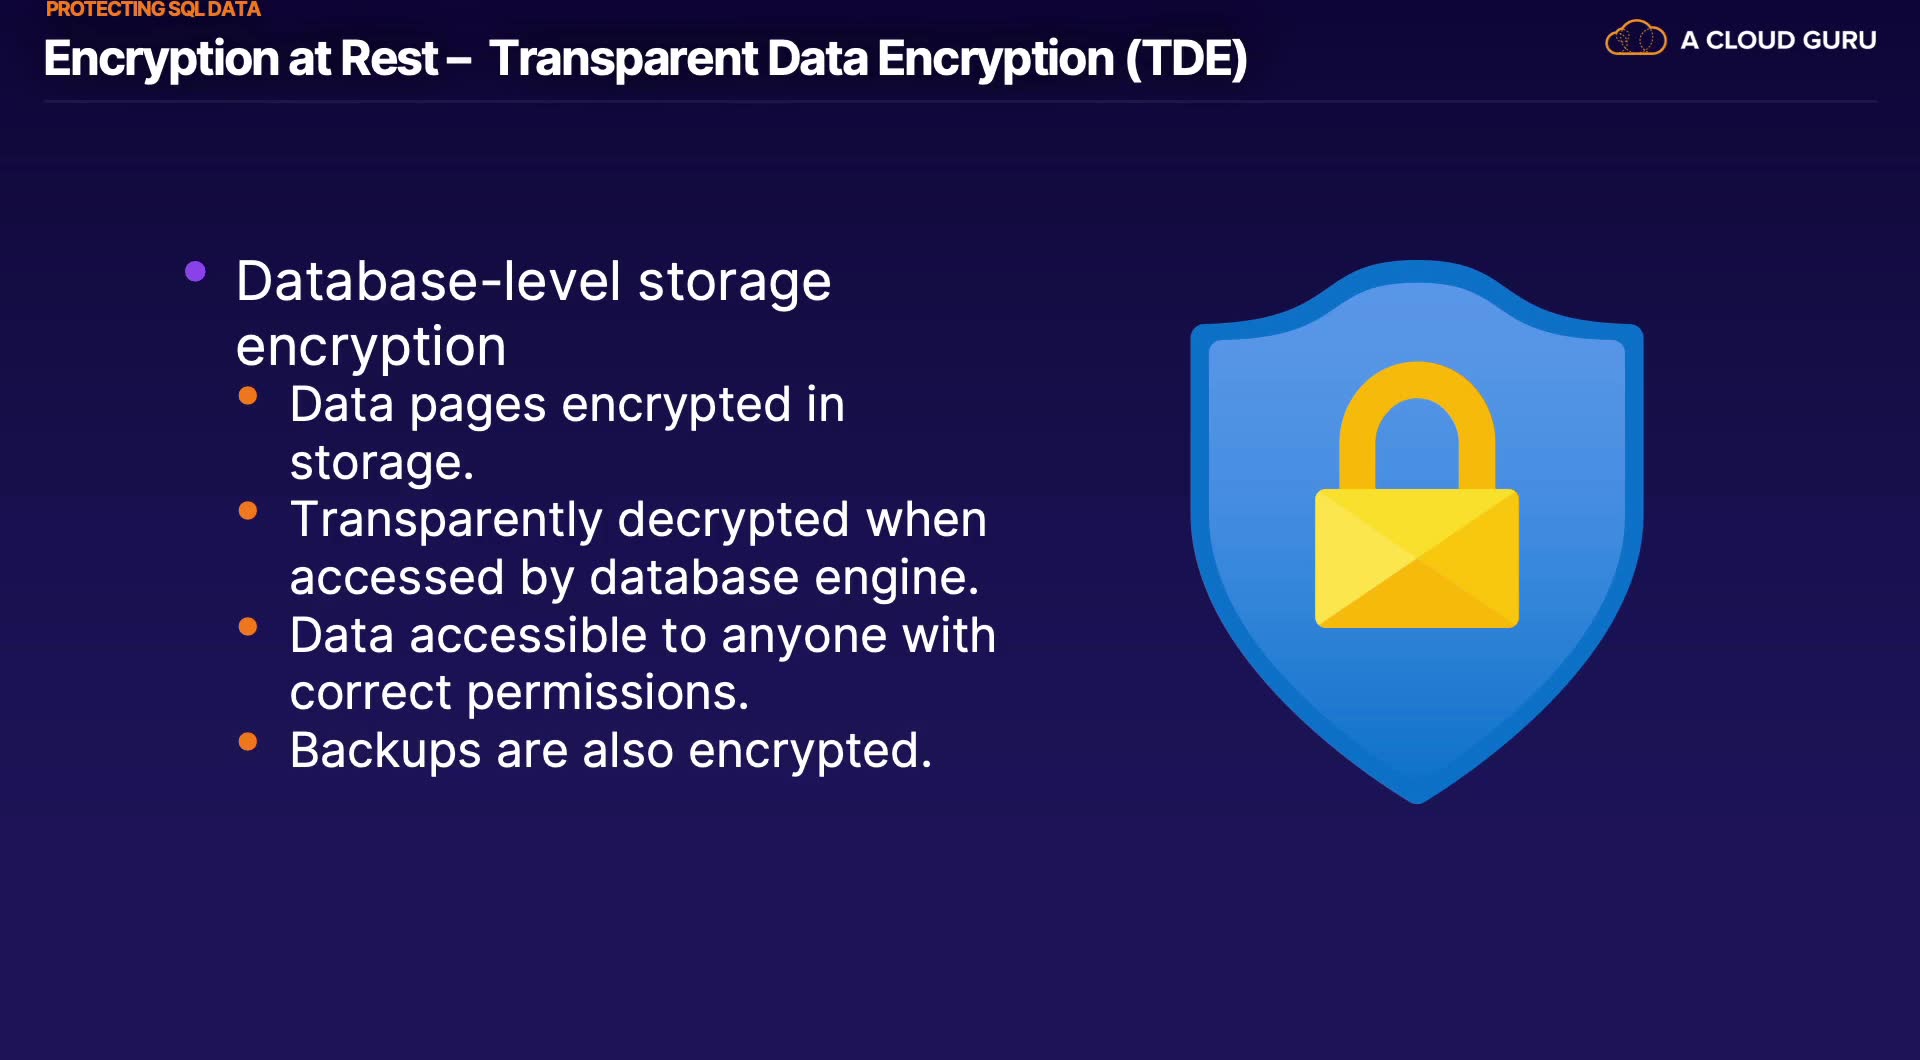 PROTECTING SQL DATA
Encryption at Rest – Transparent Data Encryption (TDE)
A CLOUD GURU
Database-level storage
encryption
Data pages encrypted in
storage.
Transparently decrypted when
accessed by database engine.
Data accessible to anyone with
correct permissions.
Backups are also encrypted.